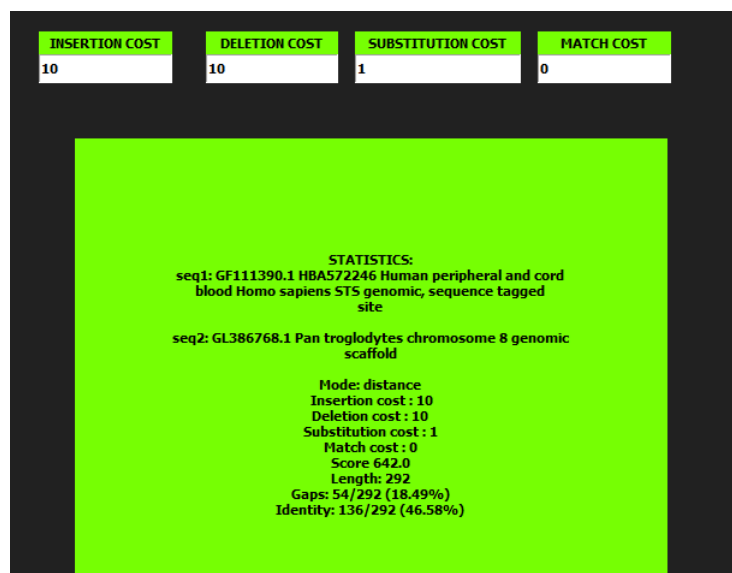 INSERTION COST DELETION COST SUBSTITUTION COST MATCH COST
10 10 1 0
STATISTICS:
seq1: GF111390.1 HBA572246 Human peripheral and cord
blood Homo sapiens STS genomic, sequence tagged
site
seq2: GL386768.1 Pan troglodytes chromosome 8 genomic
scaffold
Mode: distance
Insertion cost : 10
Deletion cost : 10
Substitution cost : 1
Match cost : 0
Score 642.0
Length: 292
Gaps: 54/292 (18.49%)
Identity: 136/292 (46.58%)